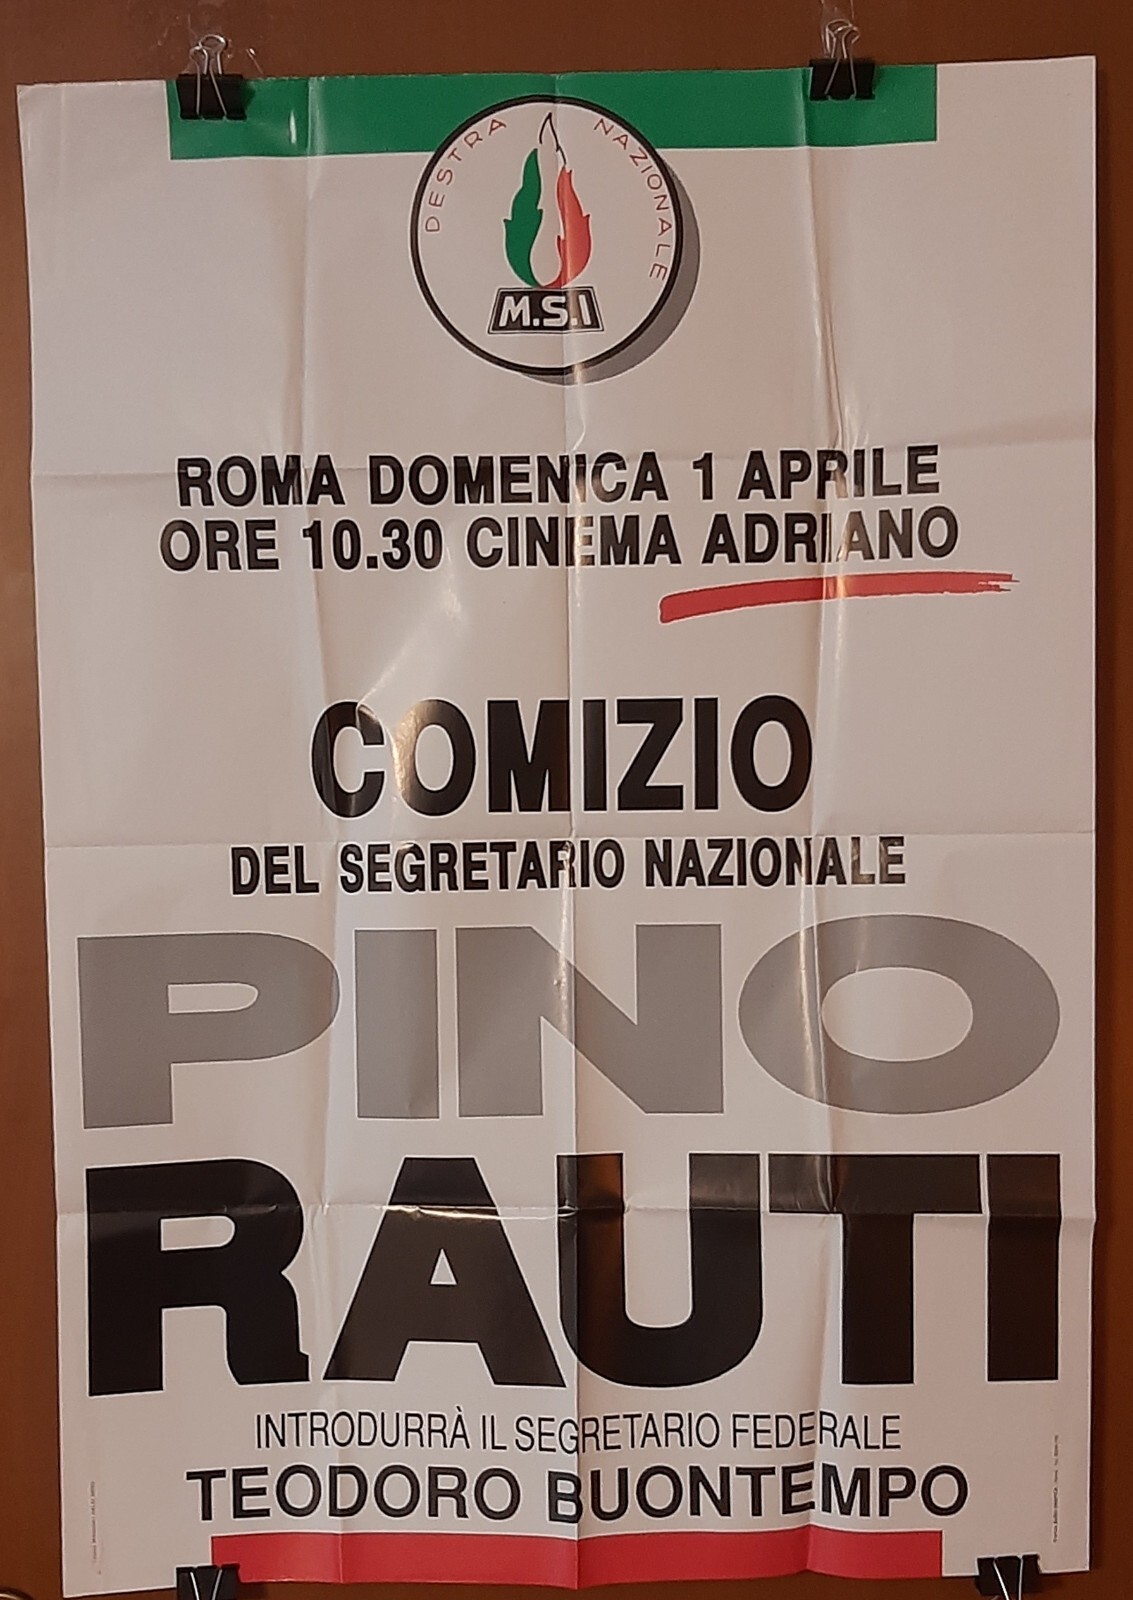 DESTRA NAZIONALE
M.S.I
ROMA DOMENICA 1 APRILE
ORE 10.30 CINEMA ADRIANO
COMIZIO
DEL SEGRETARIO NAZIONALE
PINO
RAUTI
INTRODURRÀ IL SEGRETARIO FEDERALE
TEODORO BUONTEMPO